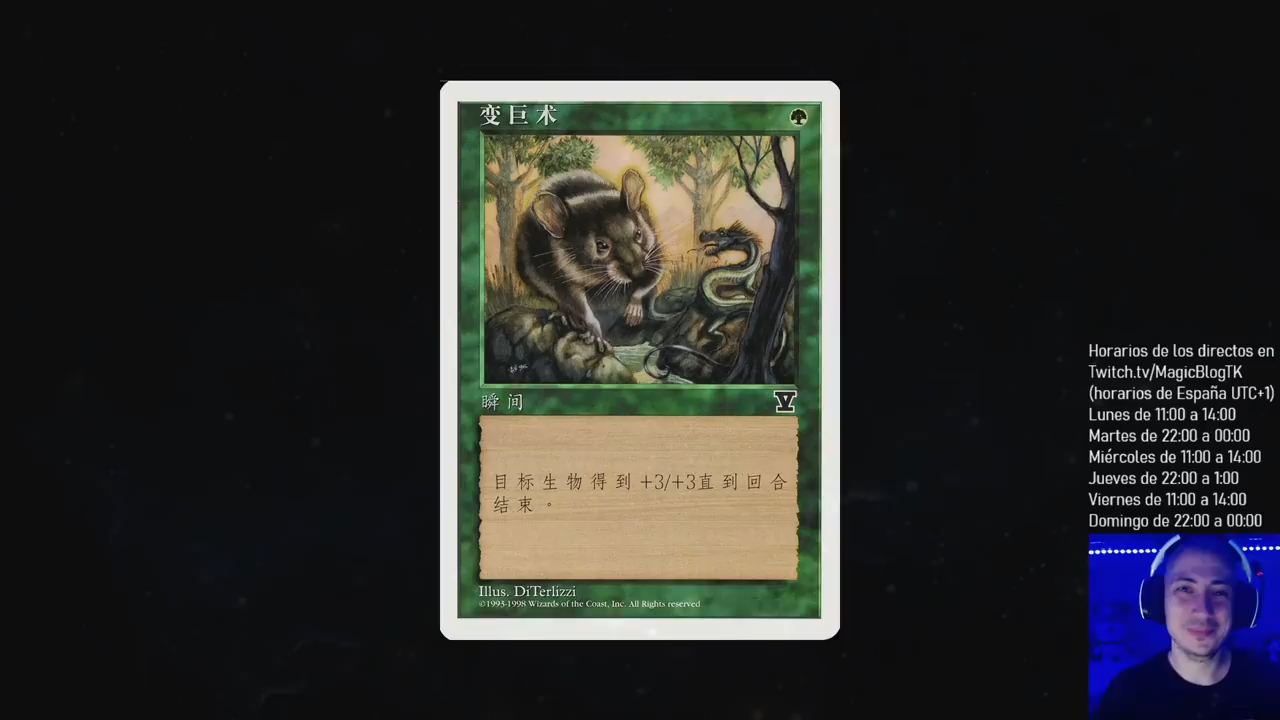 变巨术
瞬间
V
目标生物得到+3/+3直到回合
结束。
Illus. DiTerlizzi
©1993-1998 Wizards of the Coast, Inc. All Rights reserved
Horarios de los directos en
Twitch.tv/MagicBlogTK
(horarios de España UTC+1)
Lunes de 11:00 a 14:00
Martes de 22:00 a 00:00
Miércoles de 11:00 a 14:00
Jueves de 22:00 a 1:00
Viernes de 11:00 a 14:00
Domingo de 22:00 a 00:00